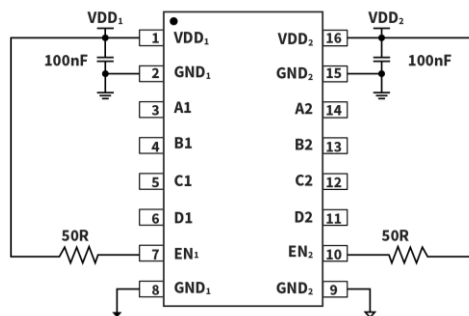 VDD₁ VDD₂
1 VDD₁ VDD₂ 16
100nF 100nF
2 GND₁ GND₂ 15
3 A1 A2 14
4 B1 B2 13
5 C1 C2 12
6 D1 D2 11
50R 50R
7 EN₁ EN₂ 10
8 GND₁ GND₂ 9